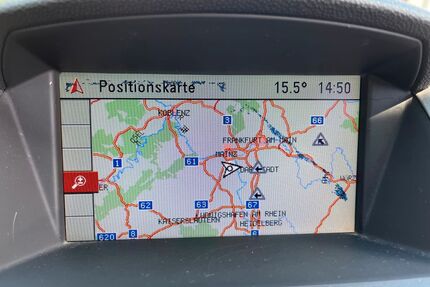 Positionskarte 15.5° 14:50
KOBLENZ
3
66
FRANKFURT AM MAIN
MAINZ
1
61
DARMSTADT
62
63
67
LUDWIGSHAFEN AM RHEIN
KAISERSLAUTERN
HEIDELBERG
620
8